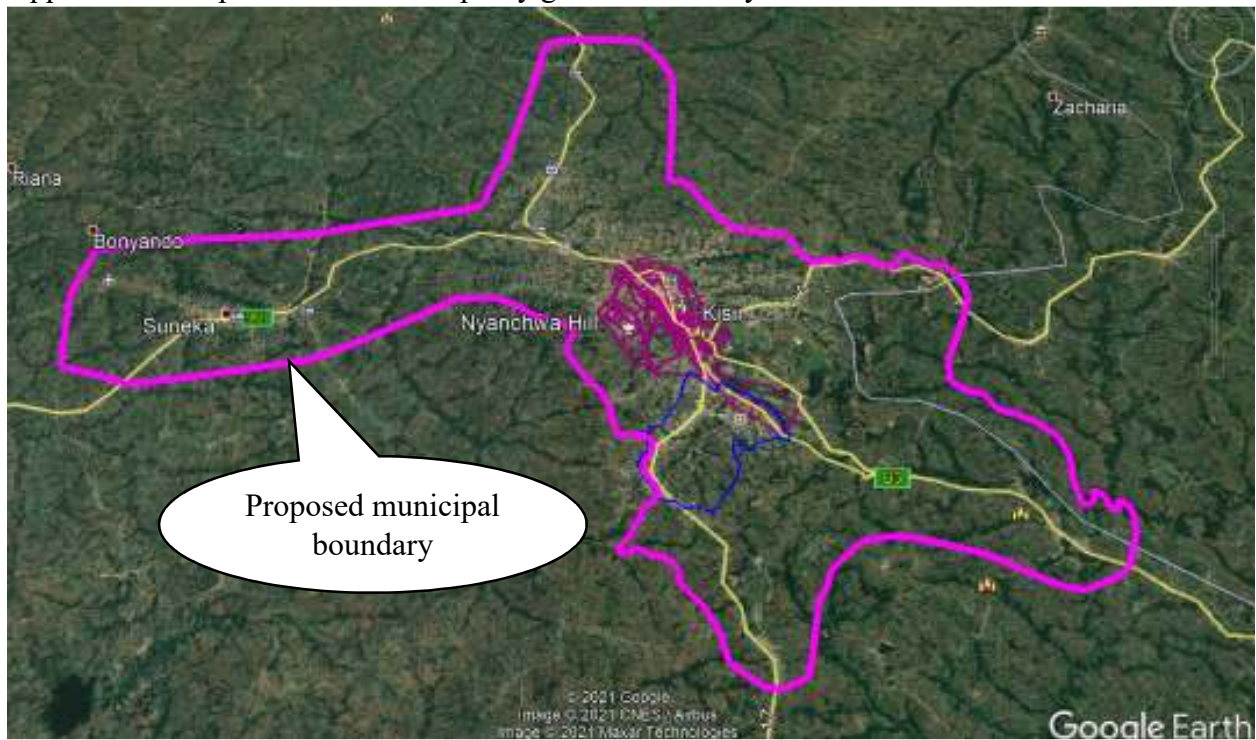 Zacharia
Riana
Bonyando
Suneka
Nyanchwa Hill
Kisii
B3
Proposed municipal
boundary
© 2021 Google
Image © 2021 CNES / Airbus
Image © 2021 Maxar Technologies
Google Earth